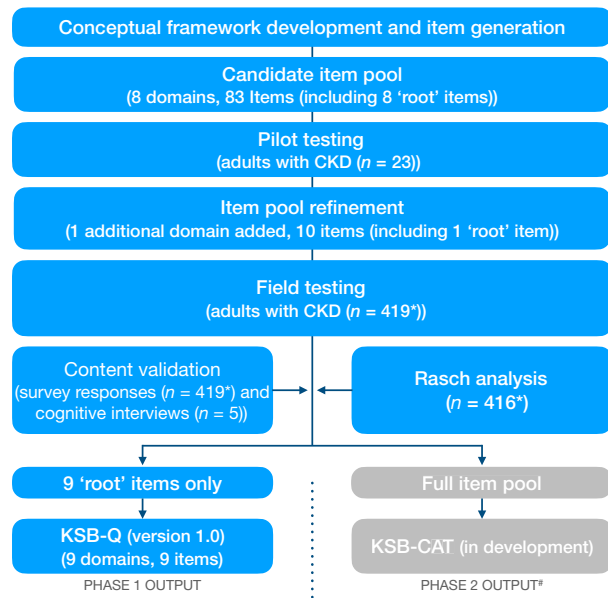 Conceptual framework development and item generation
Candidate item pool
(8 domains, 83 Items (including 8 ‘root’ items))
Pilot testing
(adults with CKD (n = 23))
Item pool refinement
(1 additional domain added, 10 items (including 1 ‘root’ item))
Field testing
(adults with CKD (n = 419*))
Content validation
(survey responses (n = 419*) and
cognitive interviews (n = 5))
Rasch analysis
(n = 416*)
9 ‘root’ items only
Full item pool
KSB-Q (version 1.0)
(9 domains, 9 items)
KSB-CAT (in development)
PHASE 1 OUTPUT
PHASE 2 OUTPUT#